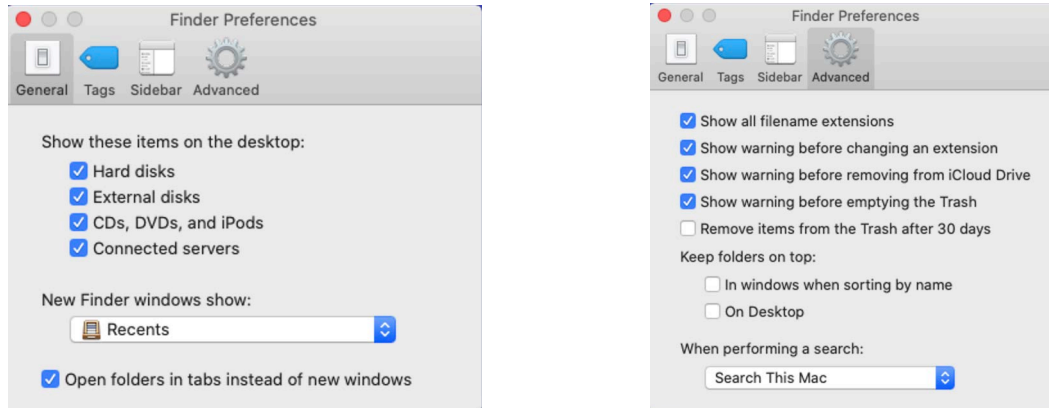 Finder Preferences
General Tags Sidebar Advanced
Show these items on the desktop:
Hard disks
External disks
CDs, DVDs, and iPods
Connected servers
New Finder windows show:
Recents
Open folders in tabs instead of new windows
Finder Preferences
General Tags Sidebar Advanced
Show all filename extensions
Show warning before changing an extension
Show warning before removing from iCloud Drive
Show warning before emptying the Trash
Remove items from the Trash after 30 days
Keep folders on top:
In windows when sorting by name
On Desktop
When performing a search:
Search This Mac